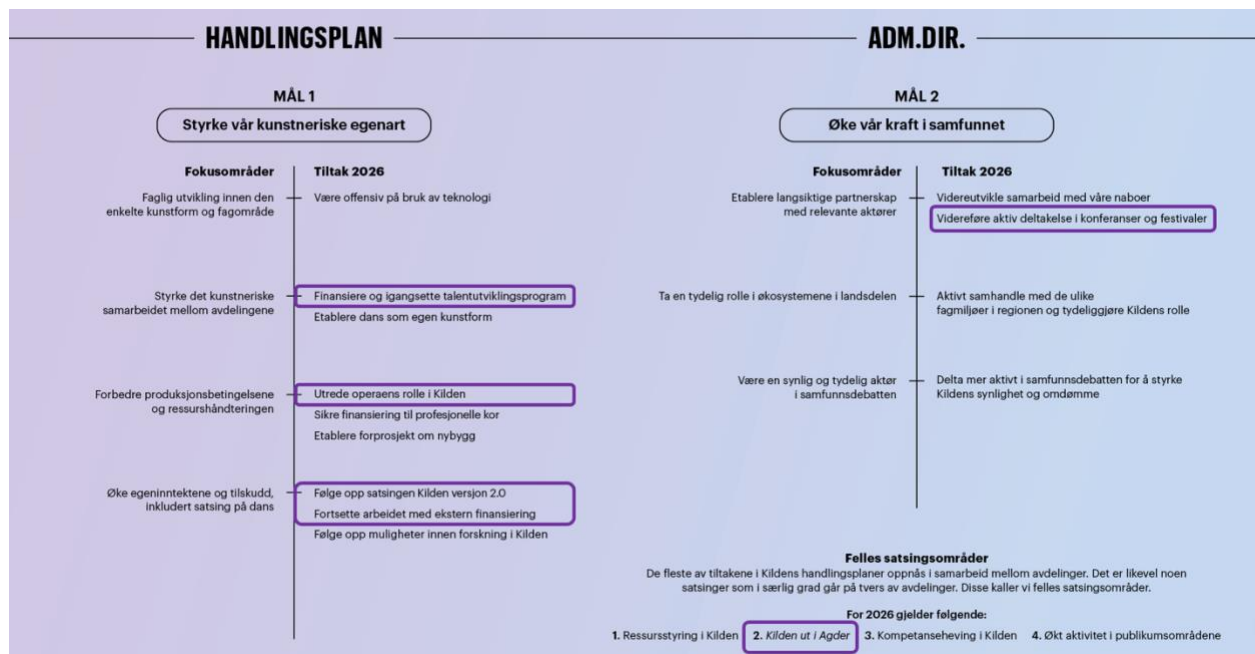 HANDLINGSPLAN
ADM.DIR.
MÅL 1
Styrke vår kunstneriske egenart
Fokusområder
Tiltak 2026
Faglig utvikling innen den
enkelte kunstform og fagområde
Være offensiv på bruk av teknologi
Styrke det kunstneriske
samarbeidet mellom avdelingene
Finansiere og igangsette talentutviklingsprogram
Etablere dans som egen kunstform
Forbedre produksjonsbetingelsene
og ressurshåndteringen
Utrede operaens rolle i Kilden
Sikre finansiering til profesjonelle kor
Etablere forprosjekt om nybygg
Øke egeninntektene og tilskudd,
inkludert satsing på dans
Følge opp satsingen Kilden versjon 2.0
Fortsette arbeidet med ekstern finansiering
Følge opp muligheter innen forskning i Kilden
MÅL 2
Øke vår kraft i samfunnet
Fokusområder
Tiltak 2026
Etablere langsiktige partnerskap
med relevante aktører
Videreutvikle samarbeid med våre naboer
Videreføre aktiv deltakelse i konferanser og festivaler
Ta en tydelig rolle i økosystemene i landsdelen
Aktivt samhandle med de ulike
fagmiljøer i regionen og tydeliggjøre Kildens rolle
Være en synlig og tydelig aktør
i samfunnsdebatten
Delta mer aktivt i samfunnsdebatten for å styrke
Kildens synlighet og omdømme
Felles satsingsområder
De fleste av tiltakene i Kildens handlingsplaner oppnås i samarbeid mellom avdelinger. Det er likevel noen
satsinger som i særlig grad går på tvers av avdelinger. Disse kaller vi felles satsingsområder.
For 2026 gjelder følgende:
1. Ressursstyring i Kilden 2. Kilden ut i Agder 3. Kompetanseheving i Kilden 4. Økt aktivitet i publikumsområdene